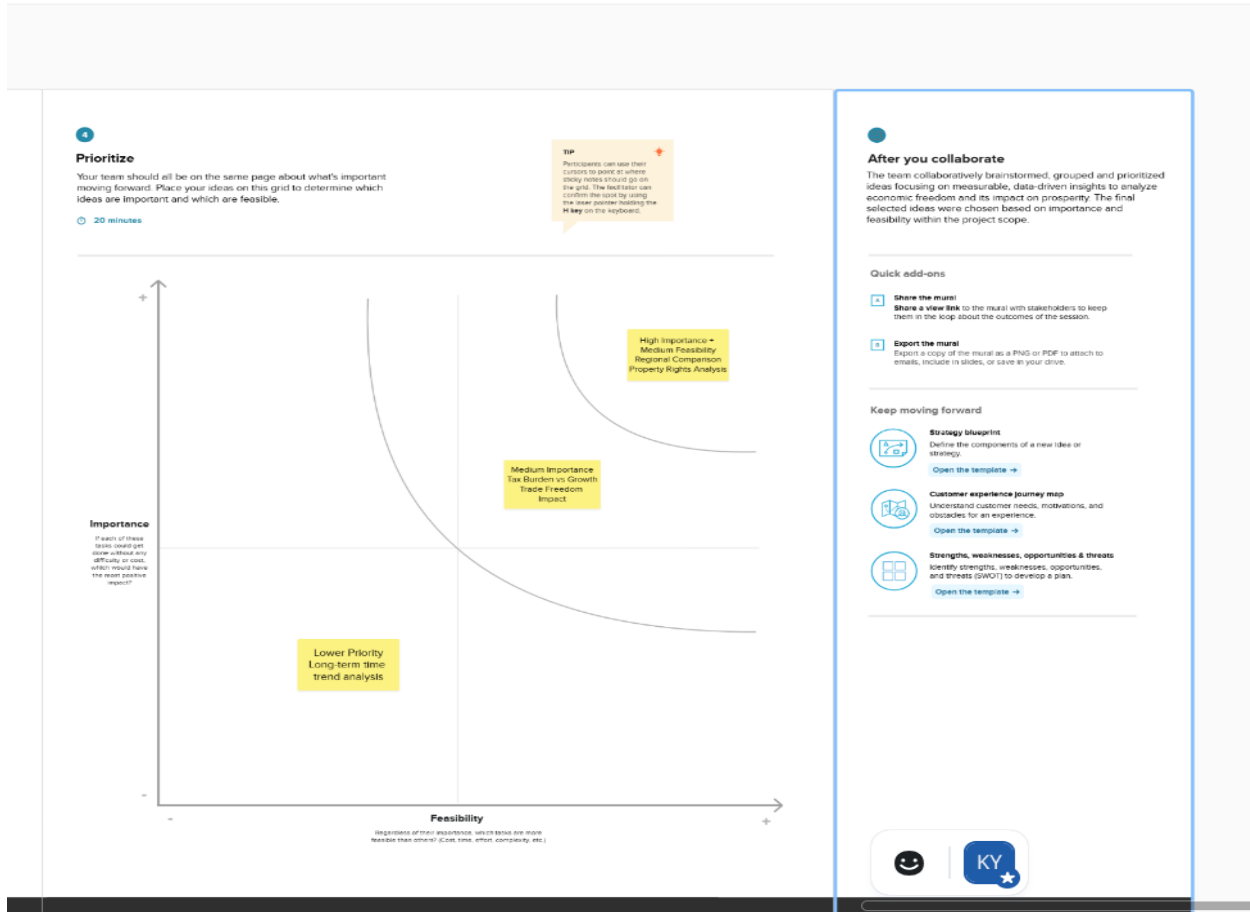 4
Prioritize
Your team should all be on the same page about what's important
moving forward. Place your ideas on this grid to determine which
ideas are important and which are feasible.
20 minutes
TIP
Participants can use their
cursors to point at where
sticky notes should go on
the grid. The facilitator can
confirm the spot by using
the laser pointer holding the
H key on the keyboard.
+
High Importance +
Medium Feasibility
Regional Comparison
Property Rights Analysis
Medium Importance
Tax Burden vs Growth
Trade Freedom
Impact
Importance
If each of these
tasks could get
done without any
difficulty or cost,
which would have
the most positive
impact?
Lower Priority
Long-term time
trend analysis
-
-
Feasibility
+
Regardless of their importance, which tasks are more
feasible than others? (Cost, time, effort, complexity, etc.)
After you collaborate
The team collaboratively brainstormed, grouped and prioritized
ideas focusing on measurable, data-driven insights to analyze
economic freedom and its impact on prosperity. The final
selected ideas were chosen based on importance and
feasibility within the project scope.
Quick add-ons
A
Share the mural
Share a view link to the mural with stakeholders to keep
them in the loop about the outcomes of the session.
B
Export the mural
Export a copy of the mural as a PNG or PDF to attach to
emails, include in slides, or save in your drive.
Keep moving forward
Strategy blueprint
Define the components of a new idea or
strategy.
Open the template →
Customer experience journey map
Understand customer needs, motivations, and
obstacles for an experience.
Open the template →
Strengths, weaknesses, opportunities & threats
Identify strengths, weaknesses, opportunities,
and threats (SWOT) to develop a plan.
Open the template →
KY